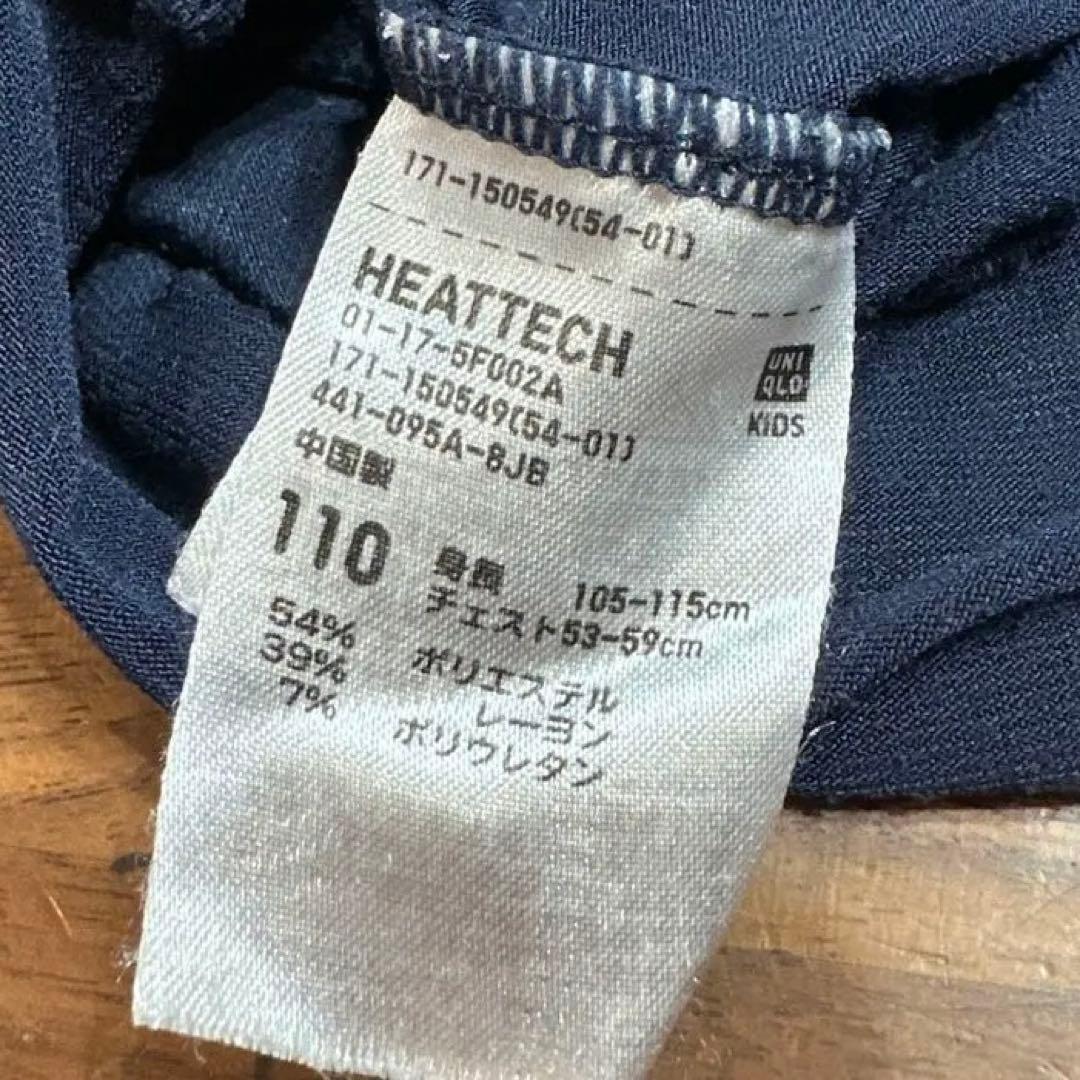 171-150549(54-01)
HEATTECH
01-17-5F002A
171-150549(54-01)
441-095A-8JB
UNI
QLO
KIDS
中国製
110
身長 105-115cm
チェスト53-59cm
54% ポリエステル
39% レーヨン
7% ポリウレタン